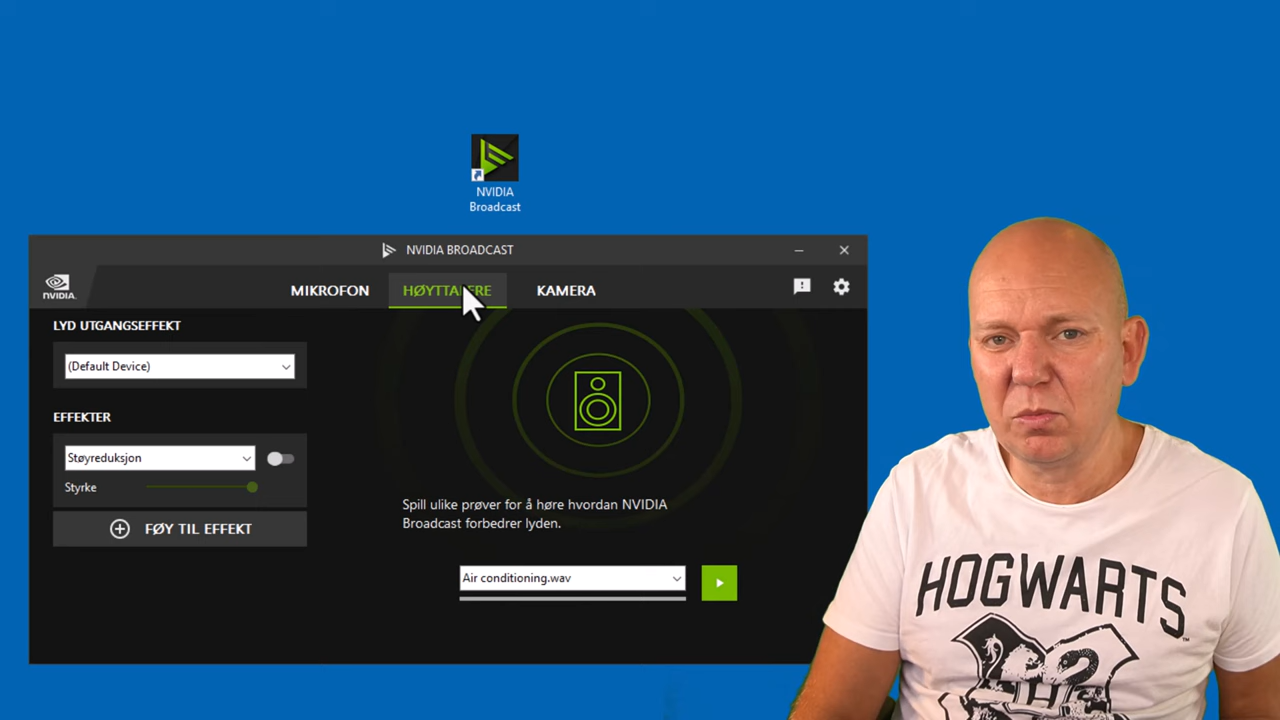 NVIDIA
Broadcast
NVIDIA BROADCAST
NVIDIA.
MIKROFON
KAMERA
LYD UTGANGSEFFEKT
(Default Device)
EFFEKTER
Støyreduksjon
Styrke
FØY TIL EFFEKT
Spill ulike prøver for å høre hvordan NVIDIA
Broadcast forbedrer lyden.
Air conditioning.wav
HOGWARTS
™